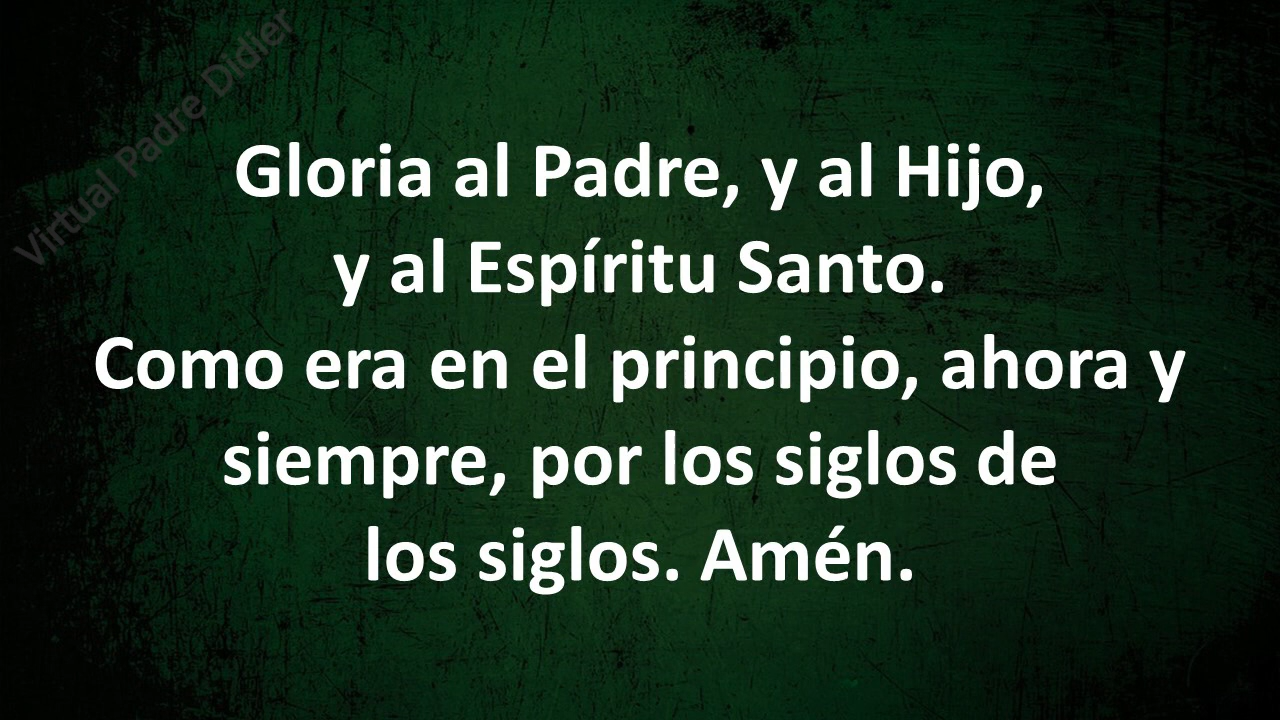 Virtual Padre Didier
Gloria al Padre, y al Hijo,
y al Espíritu Santo.
Como era en el principio, ahora y
siempre, por los siglos de
los siglos. Amén.